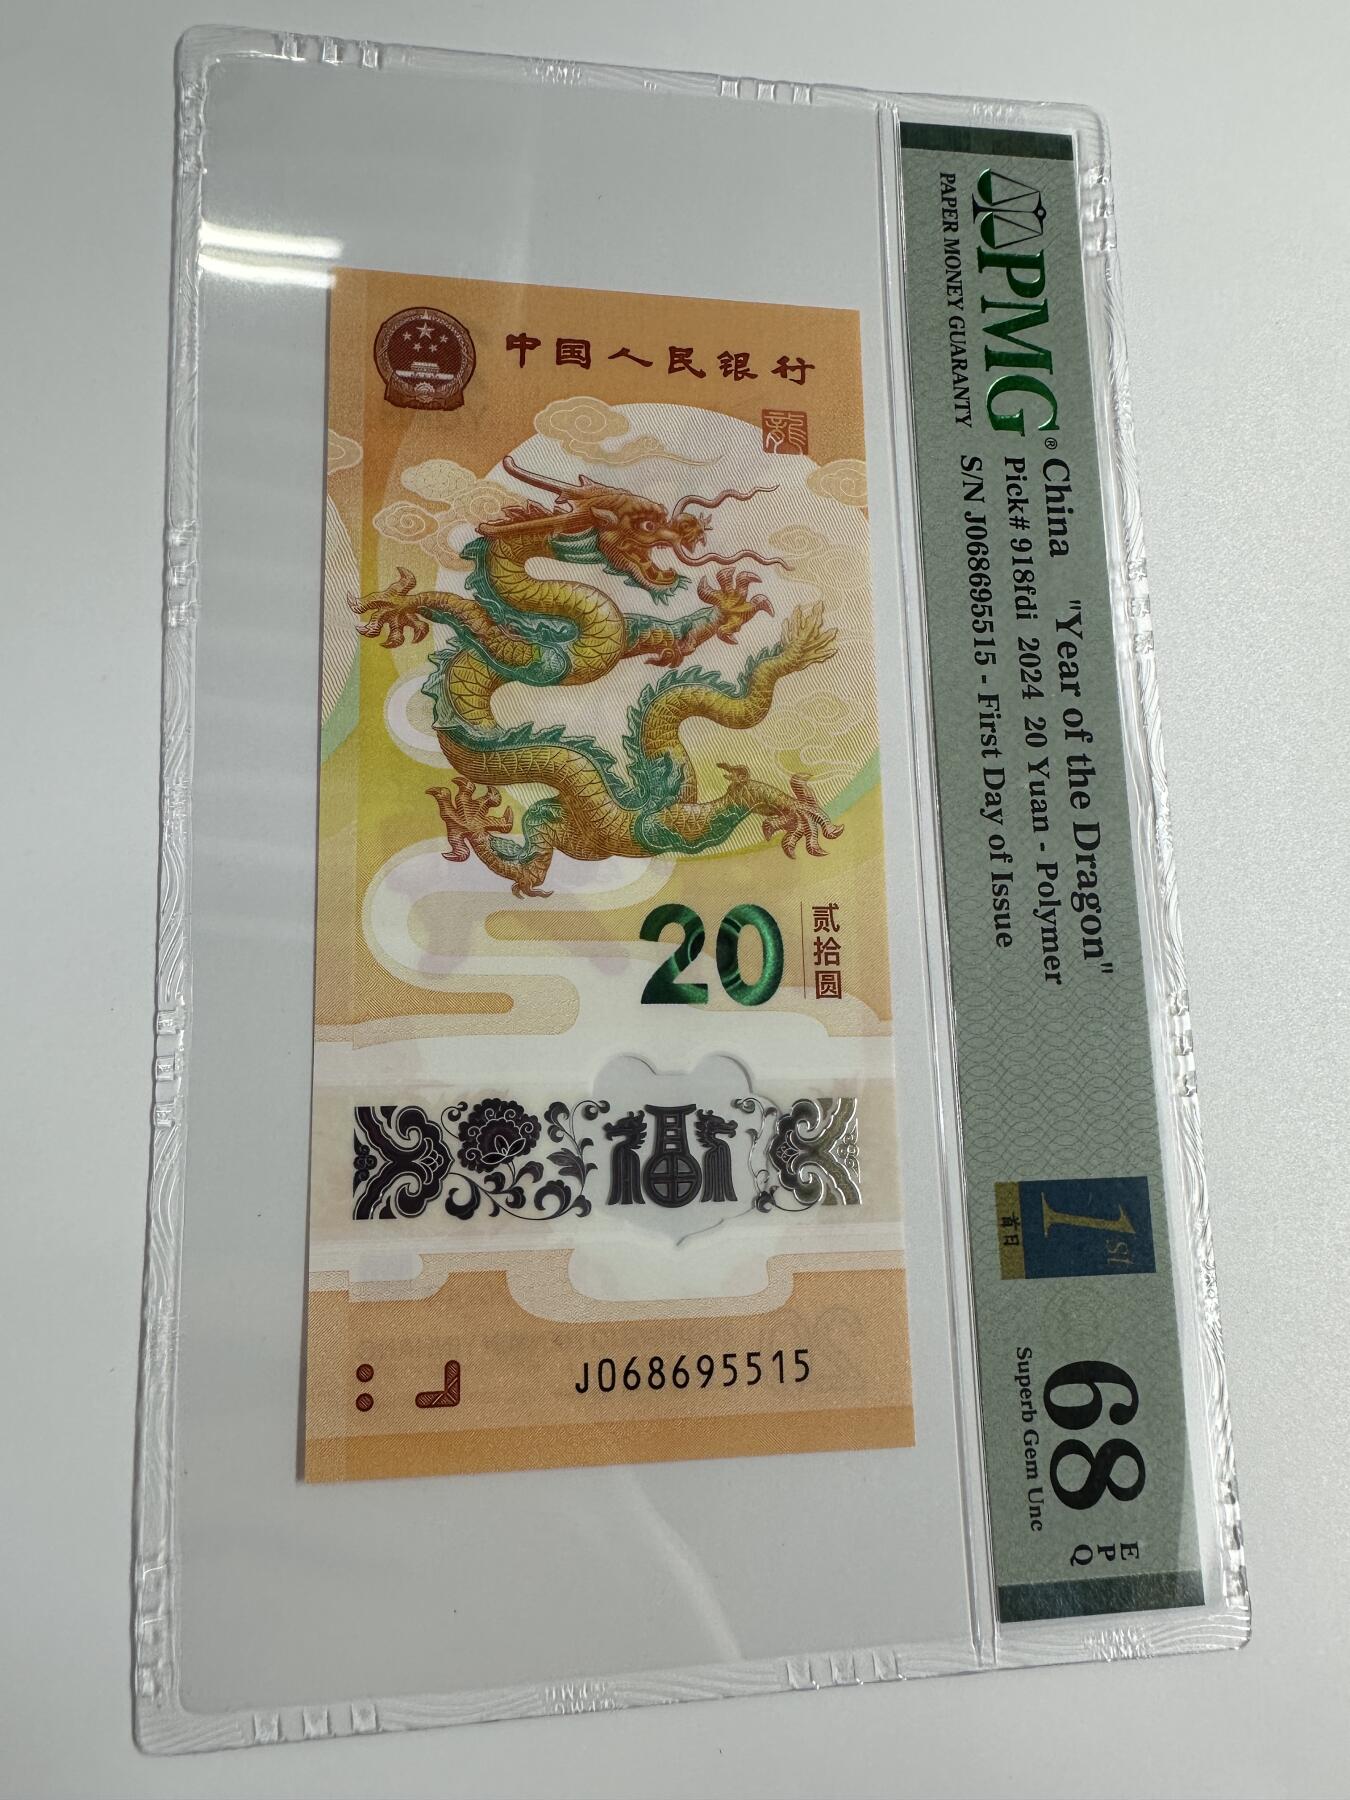 中国人民银行
龍
20
贰拾圆
J068695515
PMG®
PAPER MONEY GUARANTY
China "Year of the Dragon"
Pick# 918fdi 2024 20 Yuan - Polymer
S/N J068695515 - First Day of Issue
1st
首日
68
EPQ
Superb Gem Unc